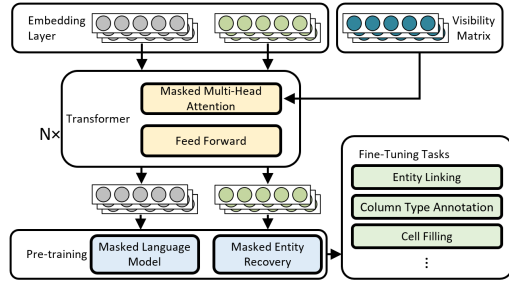 Embedding
Layer
Visibility
Matrix
N×
Transformer
Masked Multi-Head
Attention
Feed Forward
Fine-Tuning Tasks
Entity Linking
Column Type Annotation
Cell Filling
⋮
Pre-training
Masked Language
Model
Masked Entity
Recovery